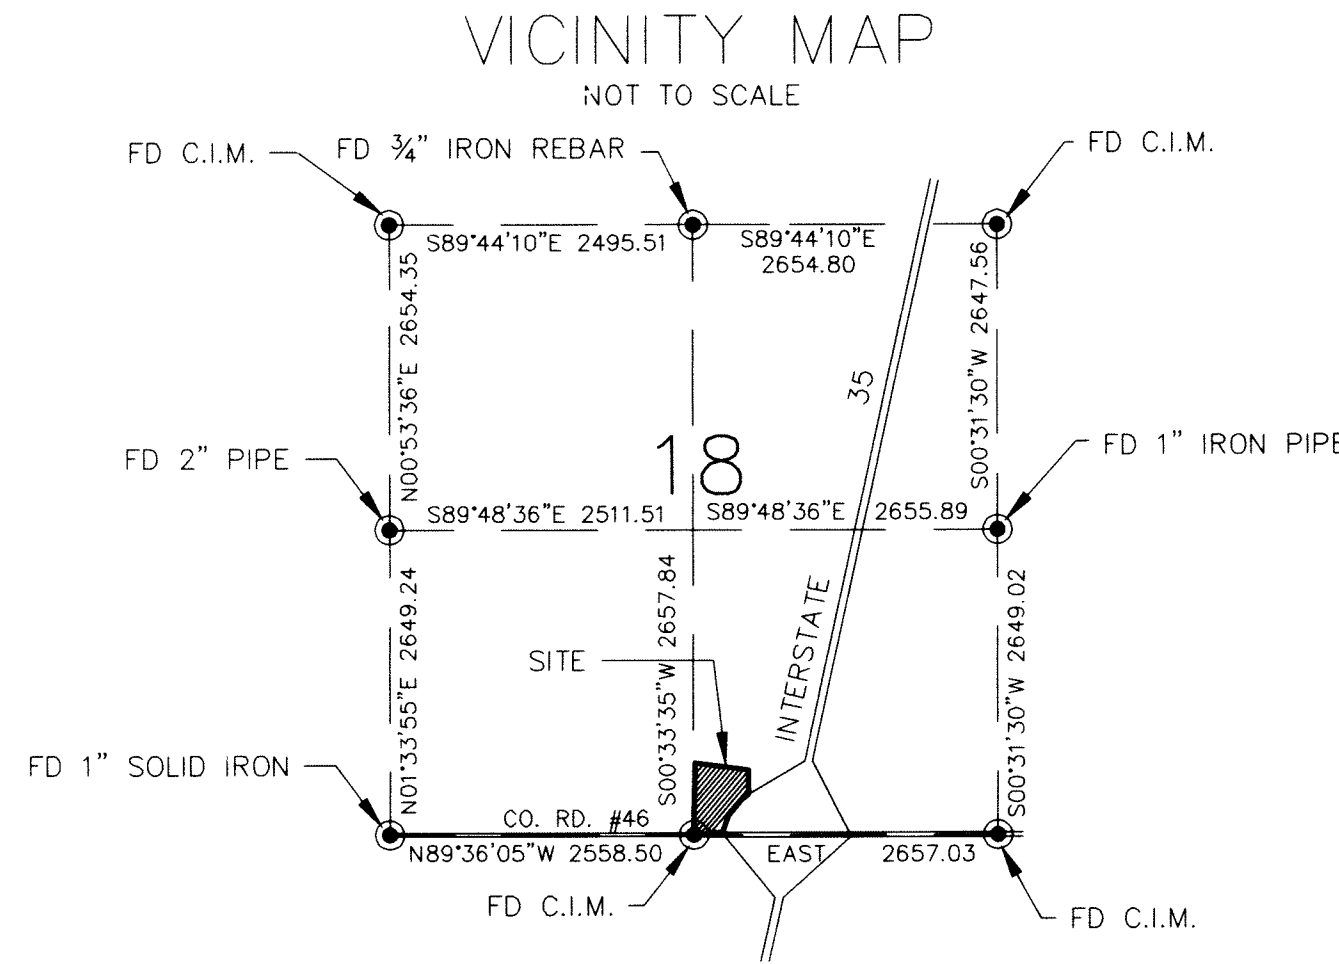 VICINITY MAP
NOT TO SCALE
FD C.I.M.
FD ¾" IRON REBAR
FD C.I.M.
S89°44'10"E 2495.51
S89°44'10"E
2654.80
N00°53'36"E 2654.35
S00°31'30"W 2647.56
35
18
FD 2" PIPE
FD 1" IRON PIPE
S89°48'36"E 2511.51
S89°48'36"E 2655.89
N01°33'55"E 2649.24
S00°33'35"W 2657.84
INTERSTATE
S00°31'30"W 2649.02
SITE
FD 1" SOLID IRON
CO. RD. #46
N89°36'05"W 2558.50
EAST 2657.03
FD C.I.M.
FD C.I.M.